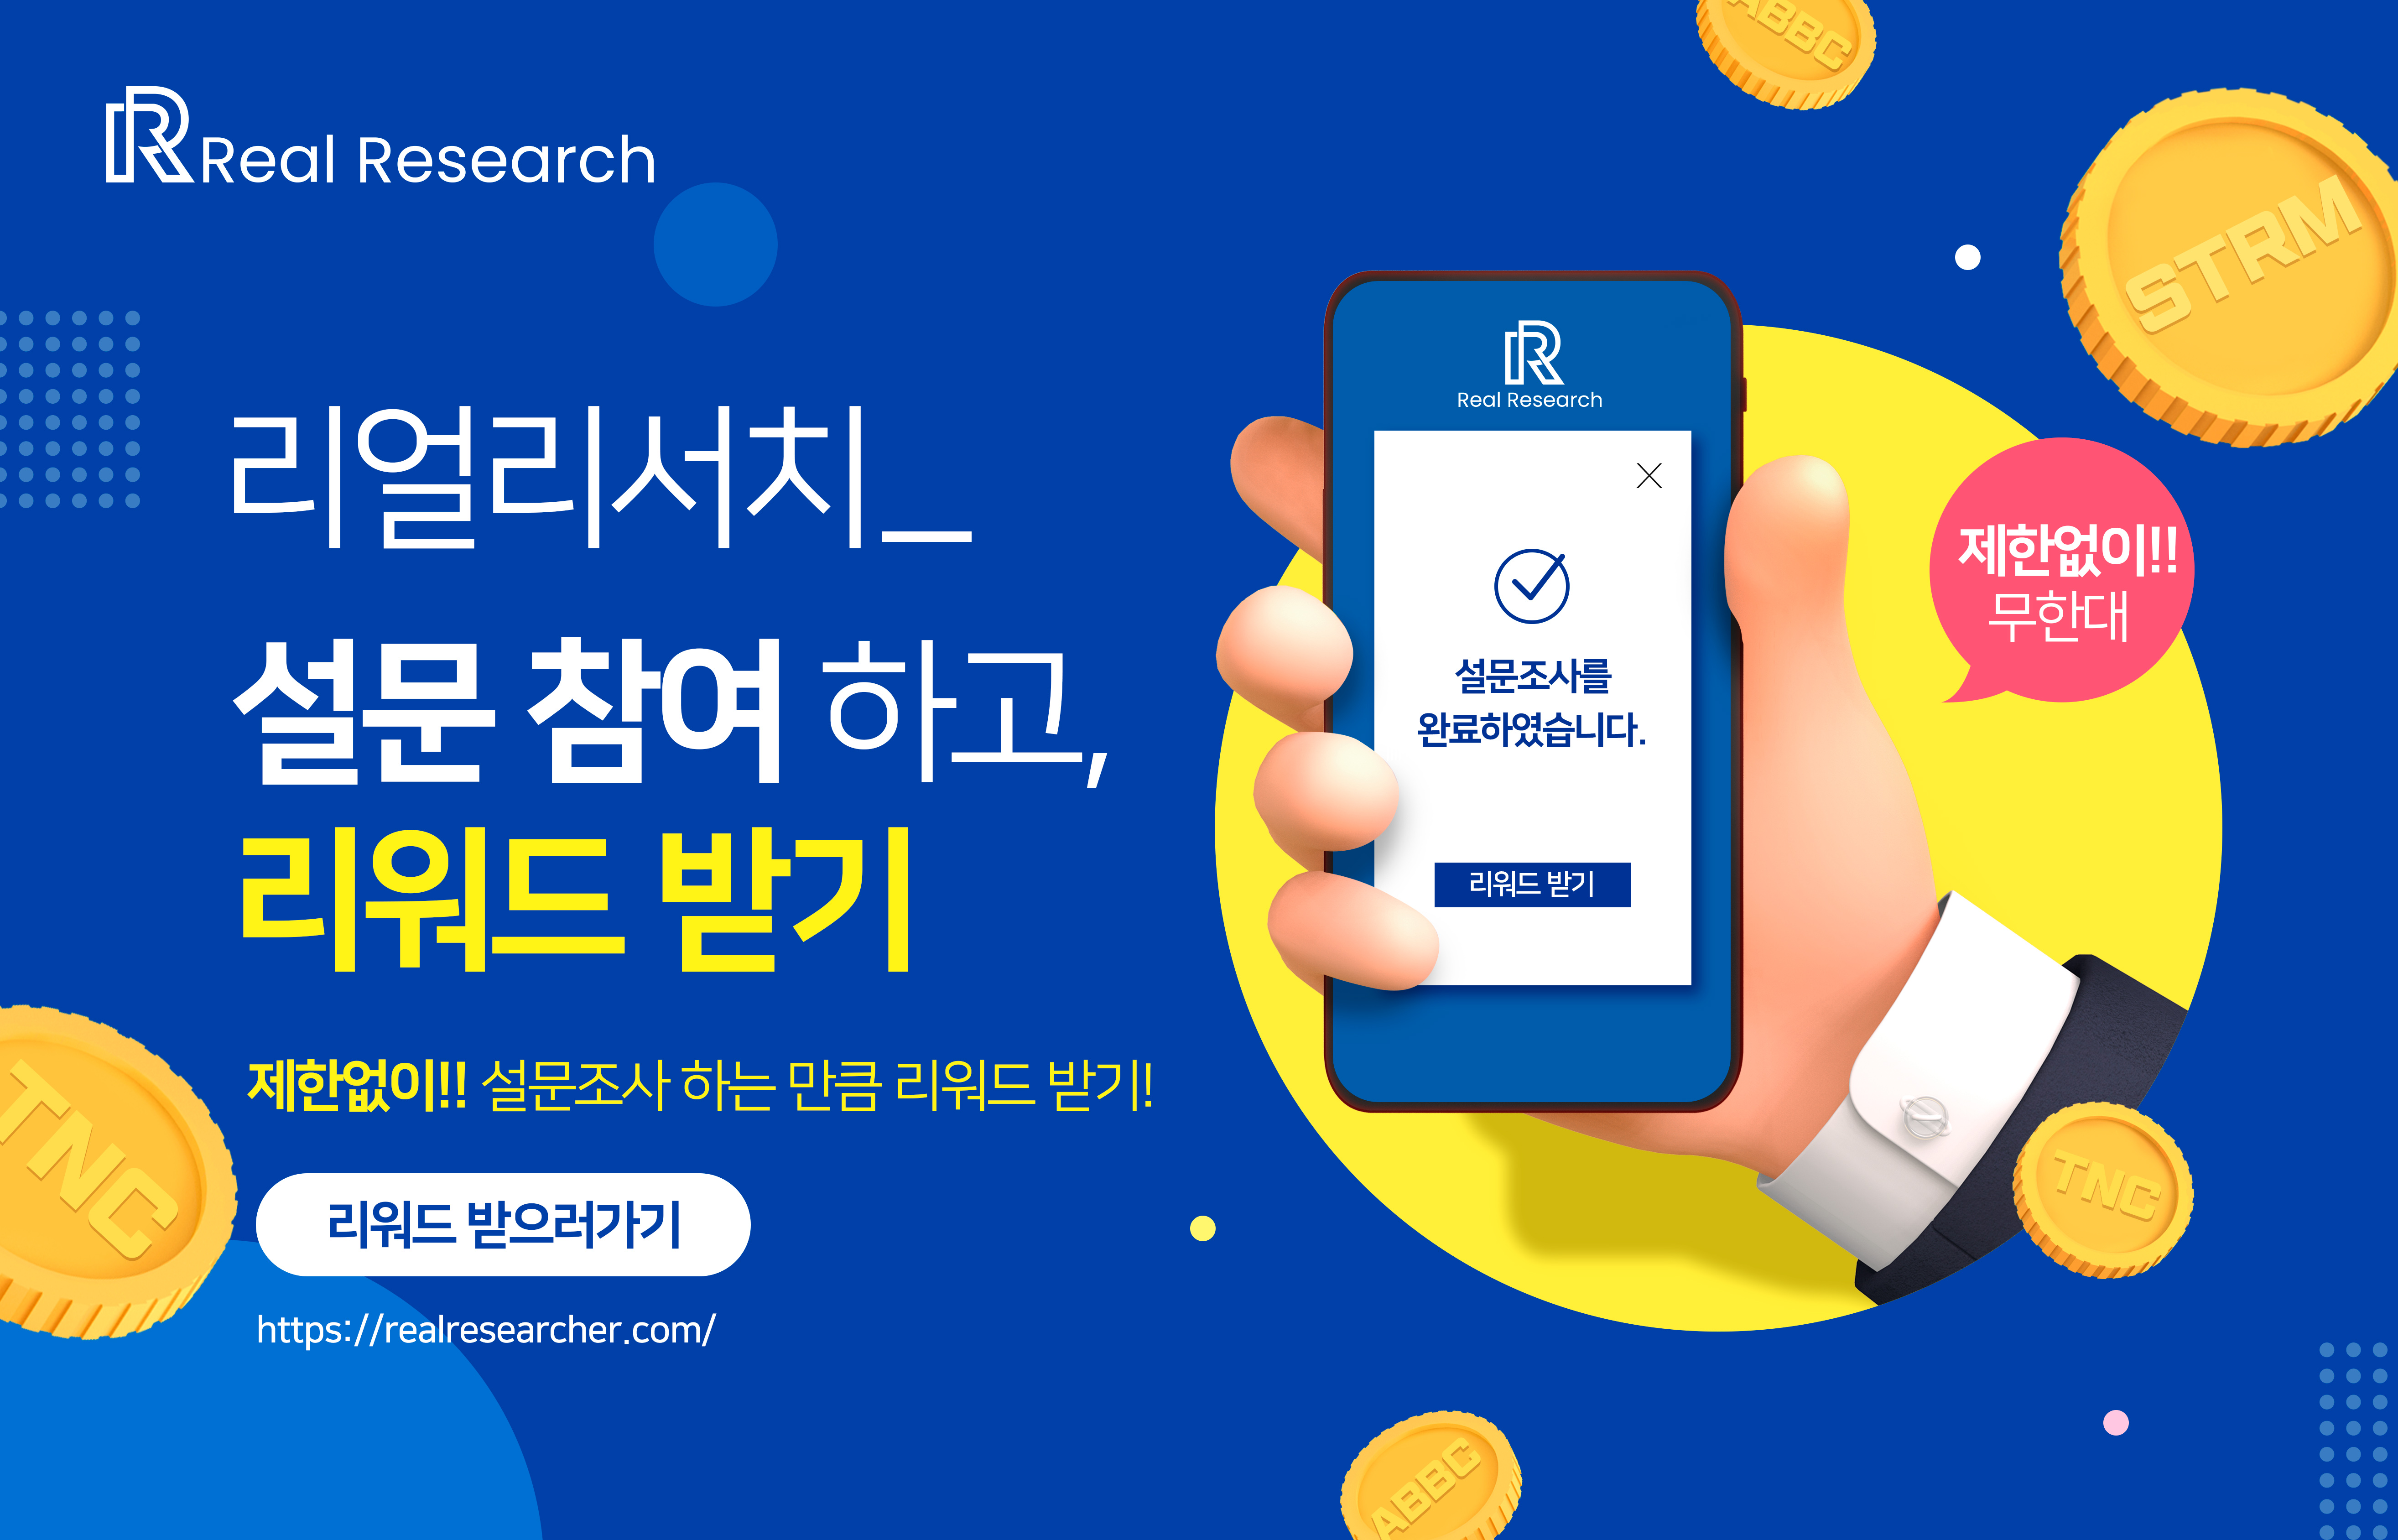 Real Research
리얼리서치_
설문 참여 하고,
리워드 받기
제한없이!! 설문조사 하는 만큼 리워드 받기!
리워드 받으러가기
https://realresearcher.com/
Real Research
설문조사를
완료하였습니다.
리워드 받기
제한없이!!
무한대
ABBC
STRM
TNC
TNC
ABBC